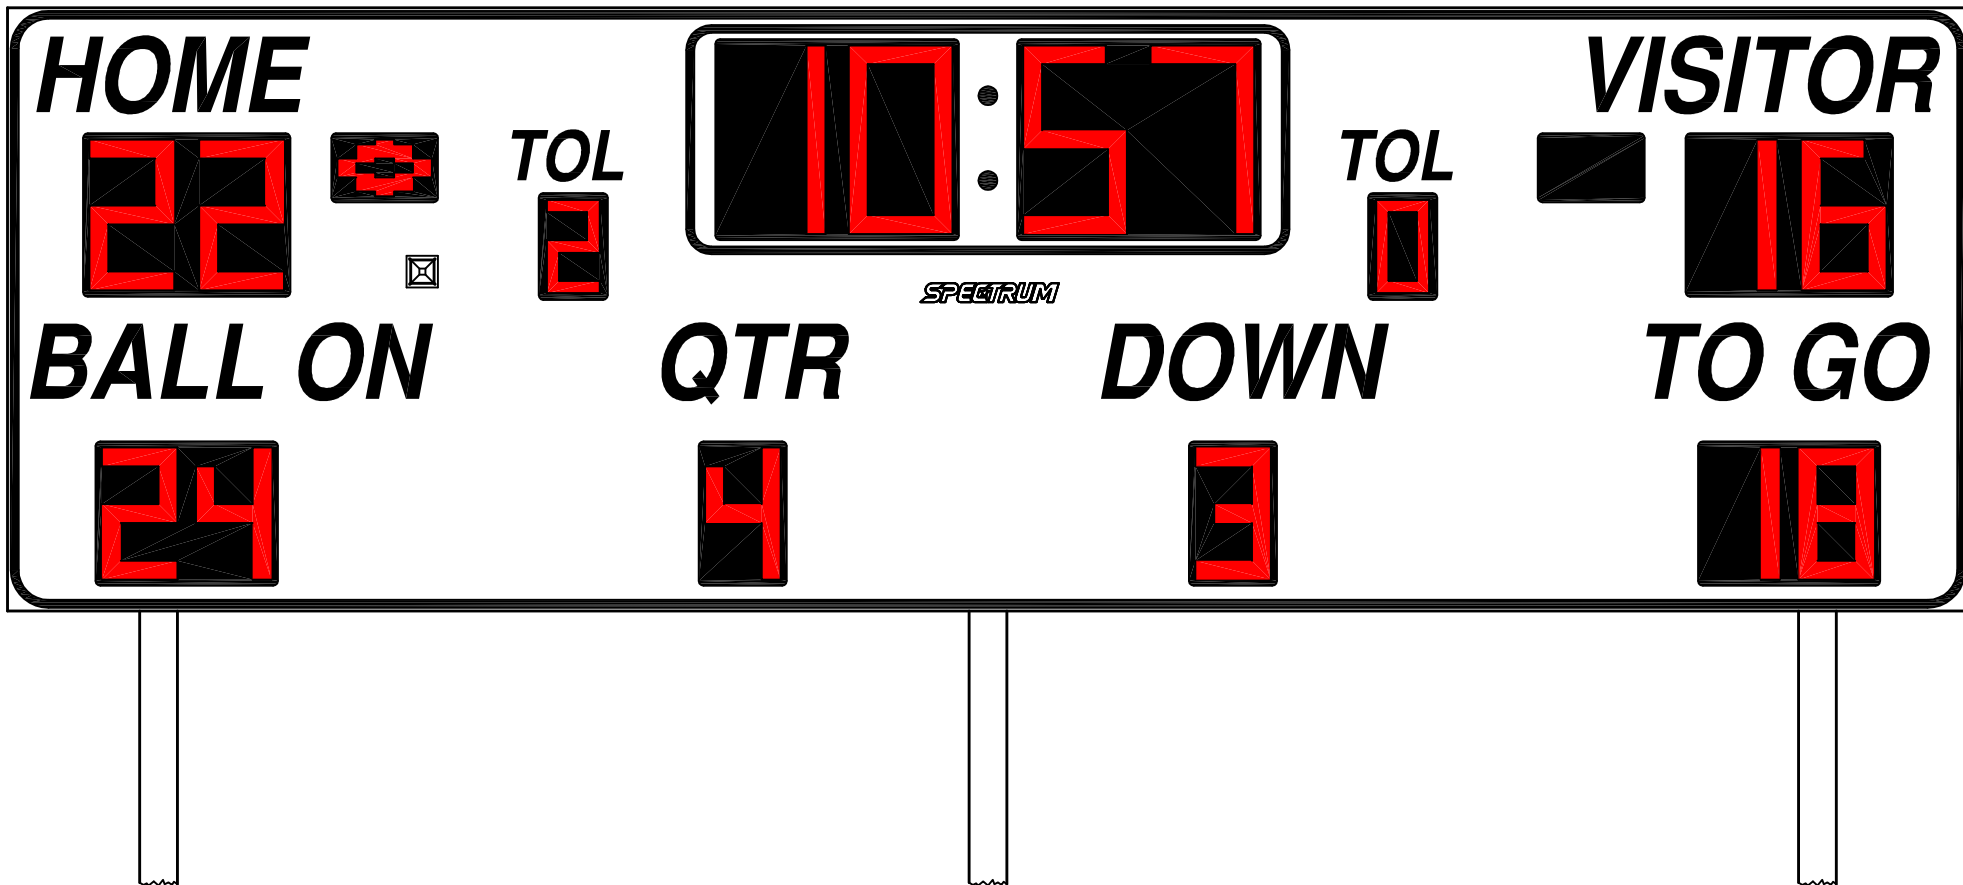 HOME 10:57 VISITOR
22 TOL TOL 16
2 0
SPECTRUM
BALL ON QTR DOWN TO GO
24 4 3 18